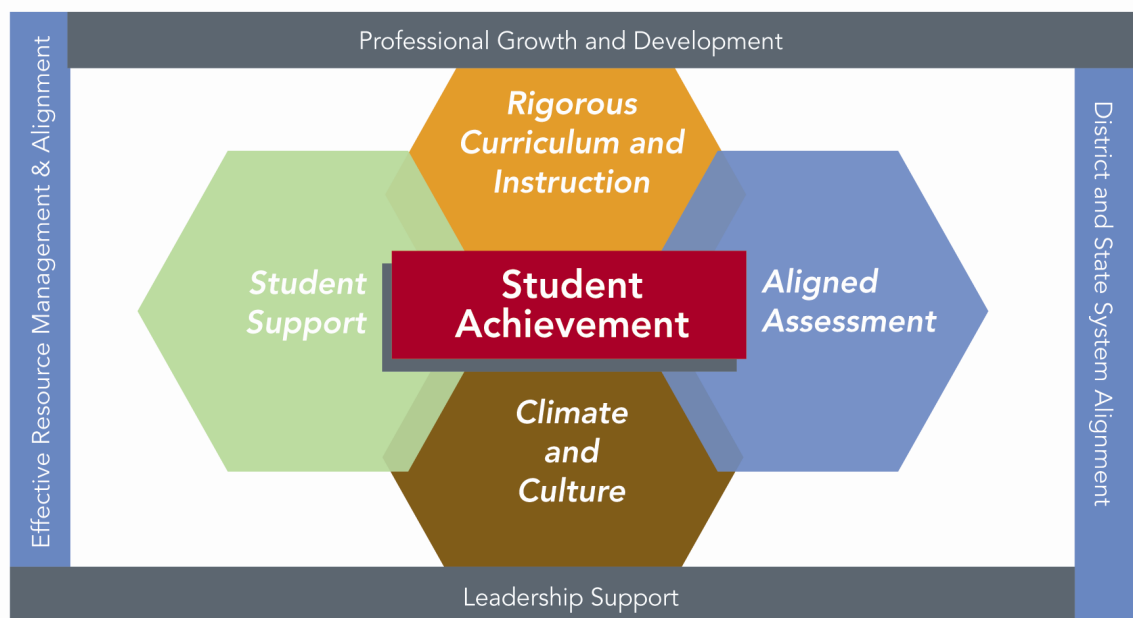 Professional Growth and Development
Effective Resource Management & Alignment
Rigorous
Curriculum and
Instruction
Student
Support
Student
Achievement
Aligned
Assessment
Climate
and
Culture
District and State System Alignment
Leadership Support